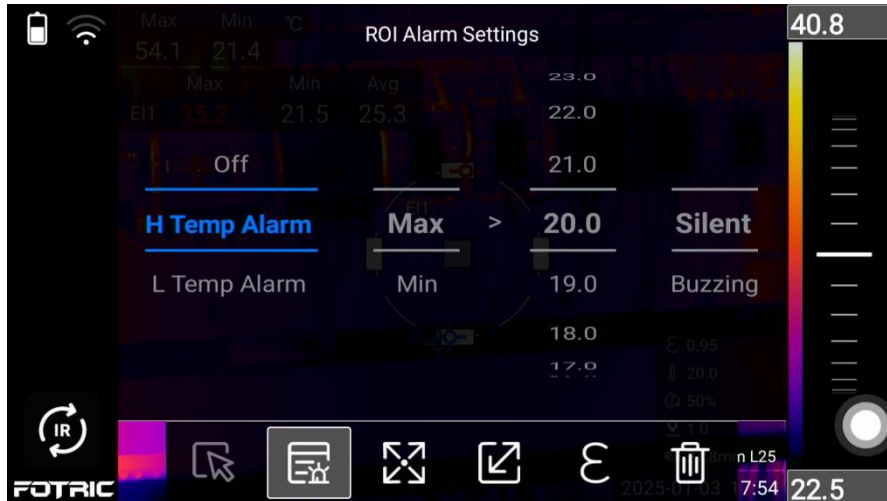 Max Min °C
54.1 21.4
ROI Alarm Settings
40.8
Max Min Avg
El1 35.2 21.5 25.3
23.0
22.0
Off 21.0
El1
H Temp Alarm Max > 20.0 Silent
L Temp Alarm Min 19.0 Buzzing
18.0
ε 0.95
17.0
20.0
50%
1.0
IR
ε
L25
FOTRIC
2025-01-03
7:54
22.5